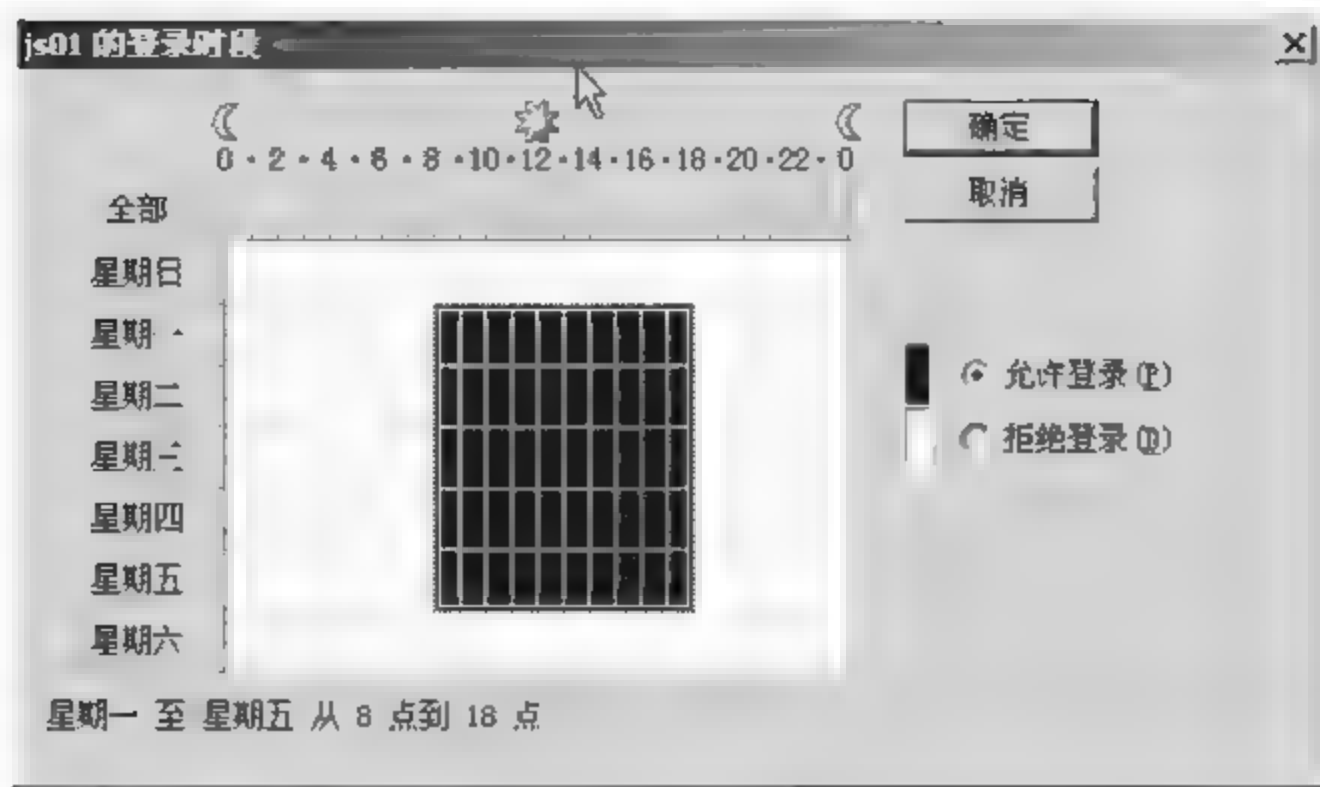 js01 的登录时段
0 · 2 · 4 · 6 · 8 · 10 · 12 · 14 · 16 · 18 · 20 · 22 · 0
确定
取消
全部
星期日
星期一
星期二
星期三
星期四
星期五
星期六
允许登录(P)
拒绝登录(D)
星期一 至 星期五 从 8 点到 18 点